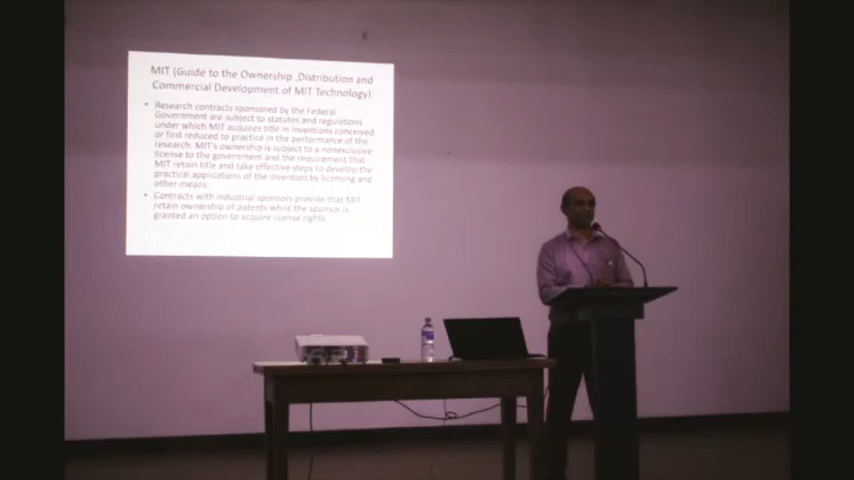 MIT (Guide to the Ownership ,Distribution and
Commercial Development of MIT Technology)
• Research contracts sponsored by the Federal
Government are subject to statutes and regulations
under which MIT acquires title in inventions conceived
or first reduced to practice in the performance of the
research. MIT's ownership is subject to a nonexclusive
license to the government and the requirement that
MIT retain title and take effective steps to develop the
practical applications of the invention by licensing and
other means.
• Contracts with industrial sponsors provide that MIT
retain ownership of patents while the sponsor is
granted an option to acquire license rights.